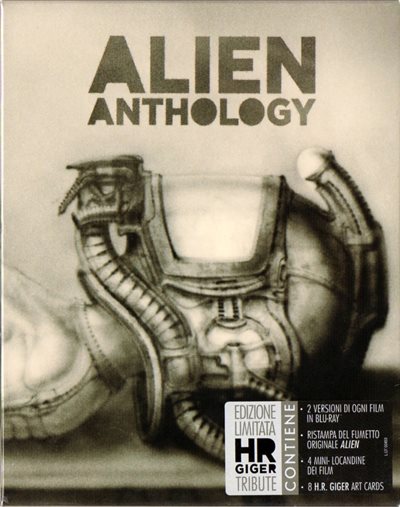 ALIEN
ANTHOLOGY
EDIZIONE
LIMITATA
HR
GIGER
TRIBUTE
CONTIENE
• 2 VERSIONI DI OGNI FILM
IN BLU-RAY™
• RISTAMPA DEL FUMETTO
ORIGINALE ALIEN
• 4 MINI-LOCANDINE
DEI FILM
• 8 H.R. GIGER ART CARDS